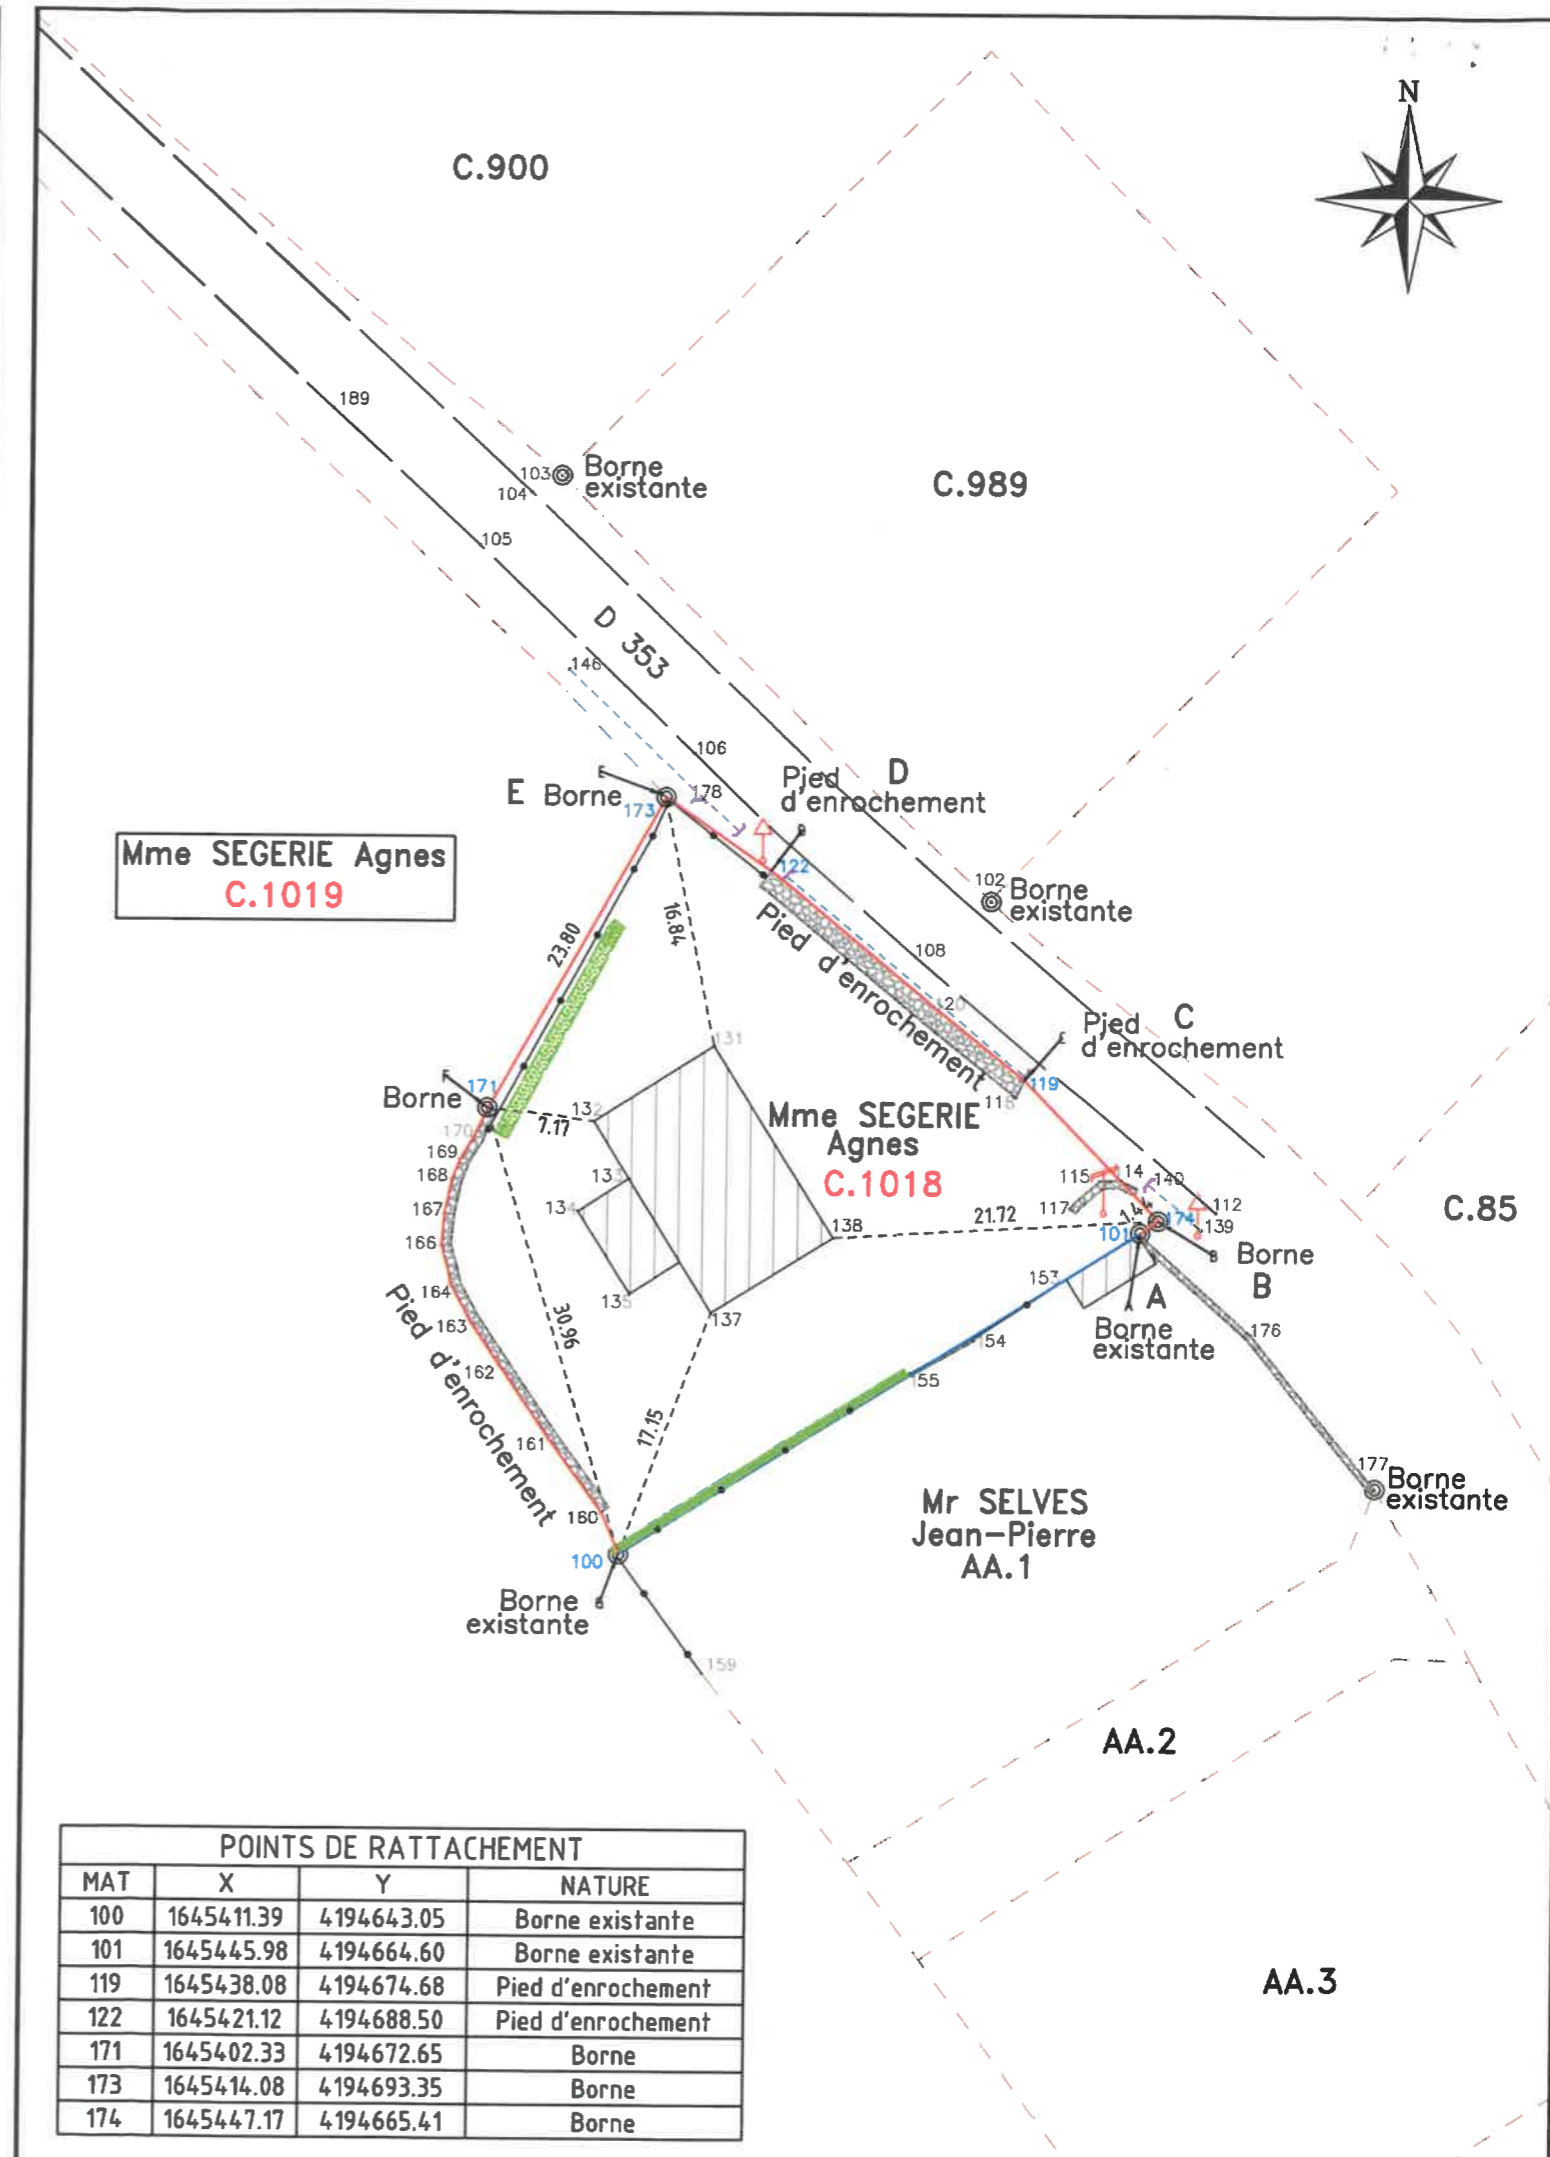 N
C.900
189
103
Borne
existante
104
C.989
105
D 353
146
106
Pied D
d'enrochement
E
E Borne
178
173
D
122
Mme SEGERIE Agnes
C.1019
102
Borne
existante
16.84
Pied d'enrochement
23.80
108
120
Pied C
d'enrochement
C
131
119
118
F
171
Borne
132
7.17
Mme SEGERIE
Agnes
C.1018
170
169
168
167
166
164
163
162
161
160
133
134
135
137
138
21.72
115
14
140
117
112
139
1.44
174
101
C.85
B
Borne
B
153
A
A
Borne
existante
154
155
176
Pied d'enrochement
30.96
17.15
177
Borne
existante
Mr SELVES
Jean-Pierre
AA.1
100
Borne
existante
G
159
AA.2
AA.3
POINTS DE RATTACHEMENT
MAT X Y NATURE
100 1645411.39 4194643.05 Borne existante
101 1645445.98 4194664.60 Borne existante
119 1645438.08 4194674.68 Pied d'enrochement
122 1645421.12 4194688.50 Pied d'enrochement
171 1645402.33 4194672.65 Borne
173 1645414.08 4194693.35 Borne
174 1645447.17 4194665.41 Borne